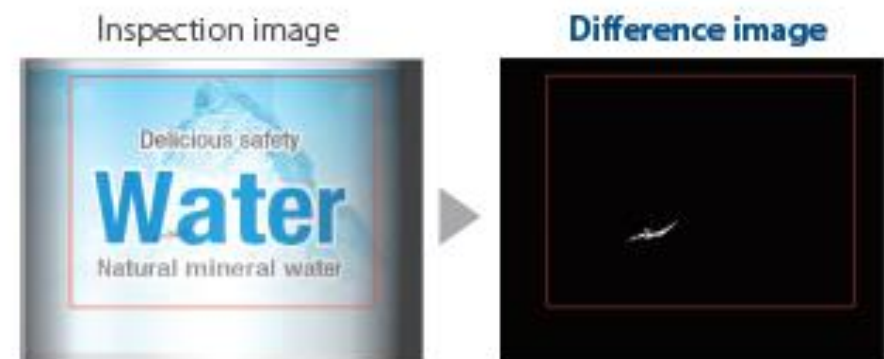 Inspection image
Difference image
Delicious safety
Water
Natural mineral water